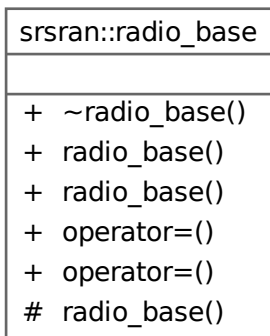 srsran::radio_base
+ ~radio_base()
+ radio_base()
+ radio_base()
+ operator=()
+ operator=()
# radio_base()